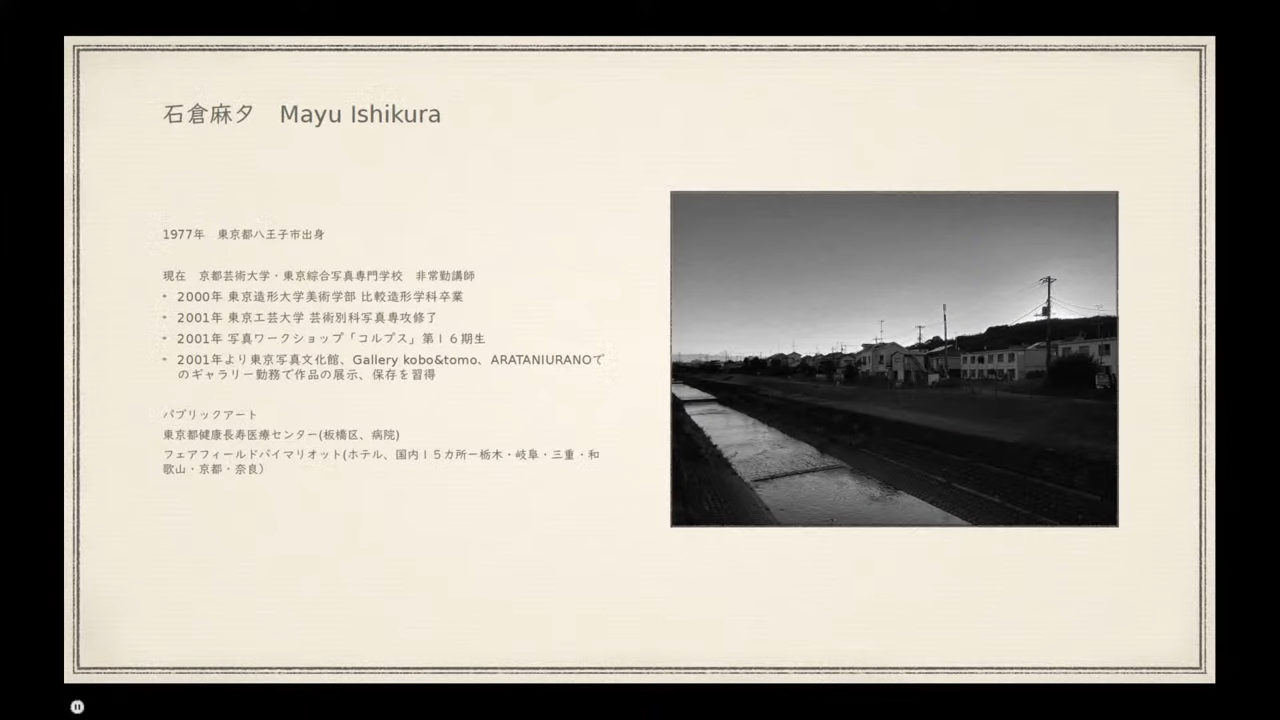 石倉麻夕　Mayu Ishikura
1977年　東京都八王子市出身
現在　京都芸術大学・東京綜合写真専門学校　非常勤講師
• 2000年 東京造形大学美術学部 比較造形学科卒業
• 2001年 東京工芸大学 芸術別科写真専攻修了
• 2001年 写真ワークショップ「コルプス」第１６期生
• 2001年より東京写真文化館、Gallery kobo&tomo、ARATANIURANOで
のギャラリー勤務で作品の展示、保存を習得
パブリックアート
東京都健康長寿医療センター(板橋区、病院)
フェアフィールドバイマリオット(ホテル、国内１５カ所ー栃木・岐阜・三重・和
歌山・京都・奈良）